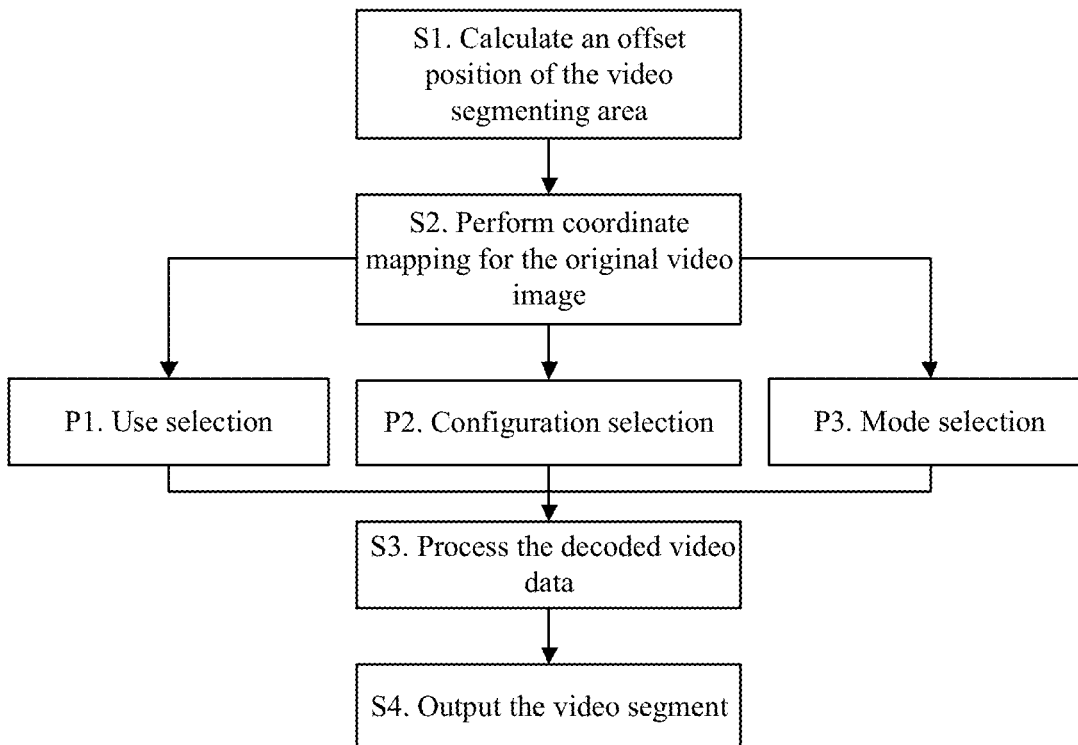 S1. Calculate an
offset
position of the video
segmenting area
S2. Perform coordinate
mapping for the original video
image
P1. Use selection
P2. Configuration selection
P3. Mode selection
S3. Process the decoded video
data
S4. Output the video segment